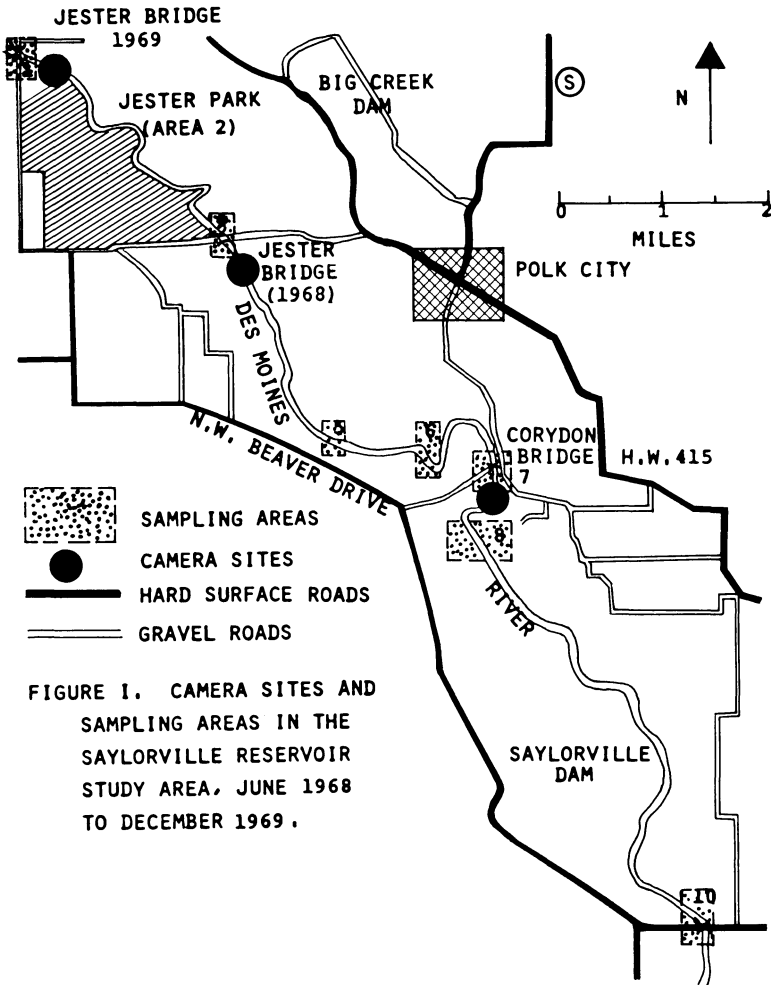 JESTER BRIDGE
1969
JESTER PARK
(AREA 2)
BIG CREEK
DAM
S
N
0 1 2
MILES
POLK CITY
JESTER
BRIDGE
(1968)
DES MOINES
5
6
CORYDON
BRIDGE
7
H.W.415
N.W. BEAVER DRIVE
8
RIVER
SAMPLING AREAS
CAMERA SITES
HARD SURFACE ROADS
GRAVEL ROADS
FIGURE I. CAMERA SITES AND
SAMPLING AREAS IN THE
SAYLORVILLE RESERVOIR
STUDY AREA, JUNE 1968
TO DECEMBER 1969.
SAYLORVILLE
DAM
10